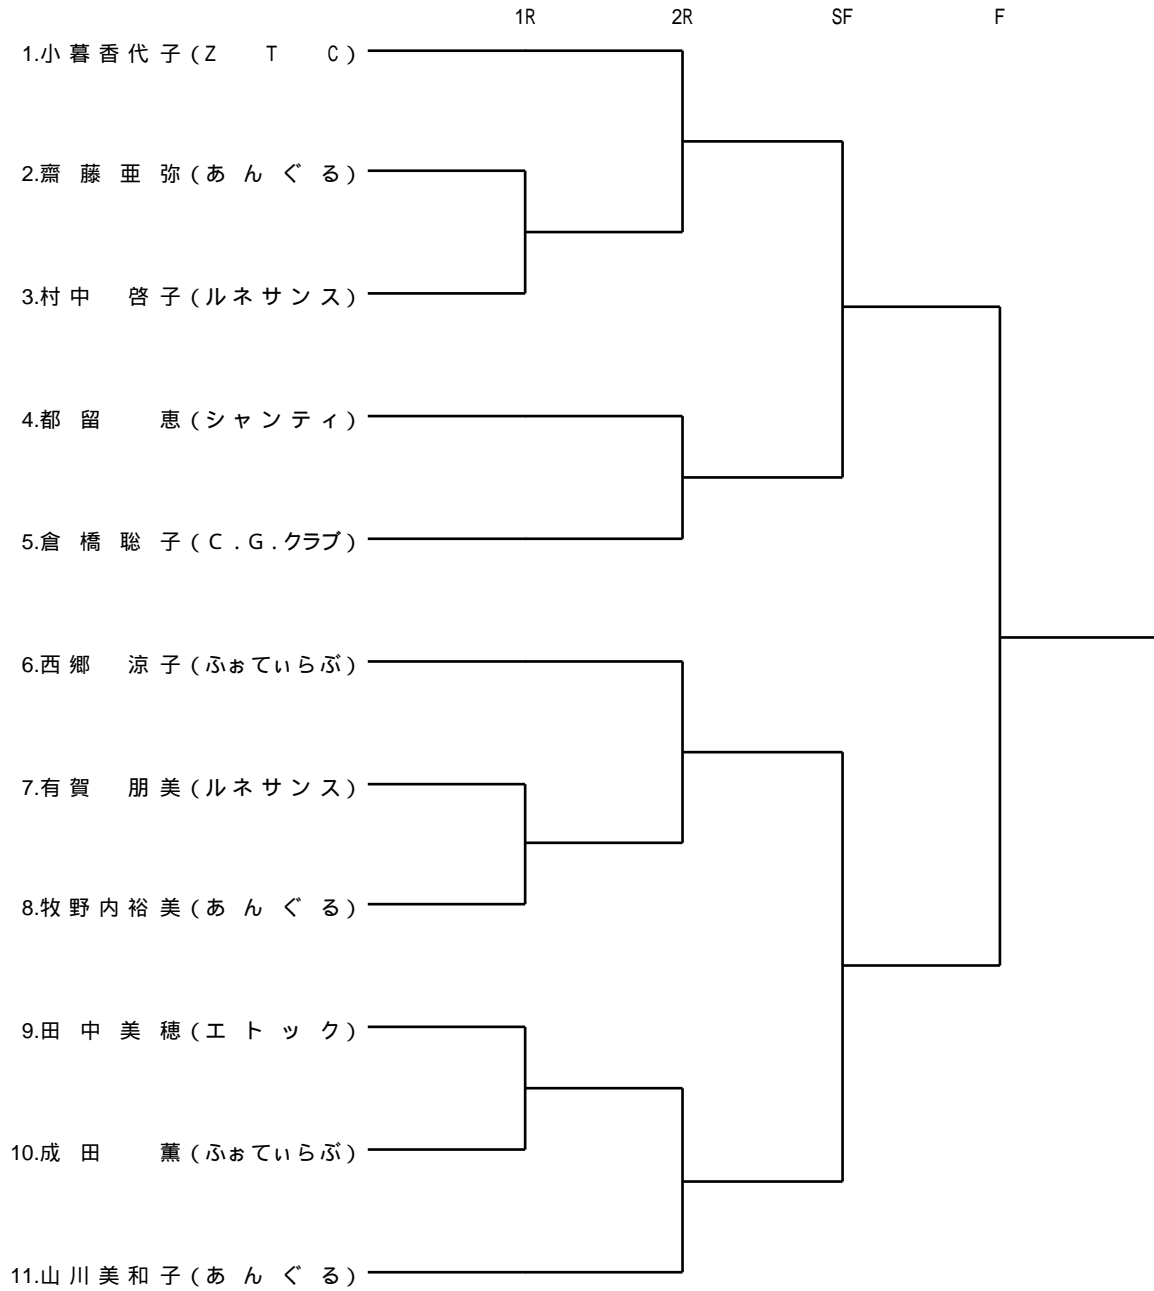 1R 2R SF F
1.小暮香代子(Z T C)
2.齋藤亜弥(あんぐる)
3.村中 啓子(ルネサンス)
4.都留 恵(シャンティ)
5.倉橋聡子(C.G.クラブ)
6.西郷 涼子(ふぉてぃらぶ)
7.有賀 朋美(ルネサンス)
8.牧野内裕美(あんぐる)
9.田中美穂(エトック)
10.成田 薫(ふぉてぃらぶ)
11.山川美和子(あんぐる)